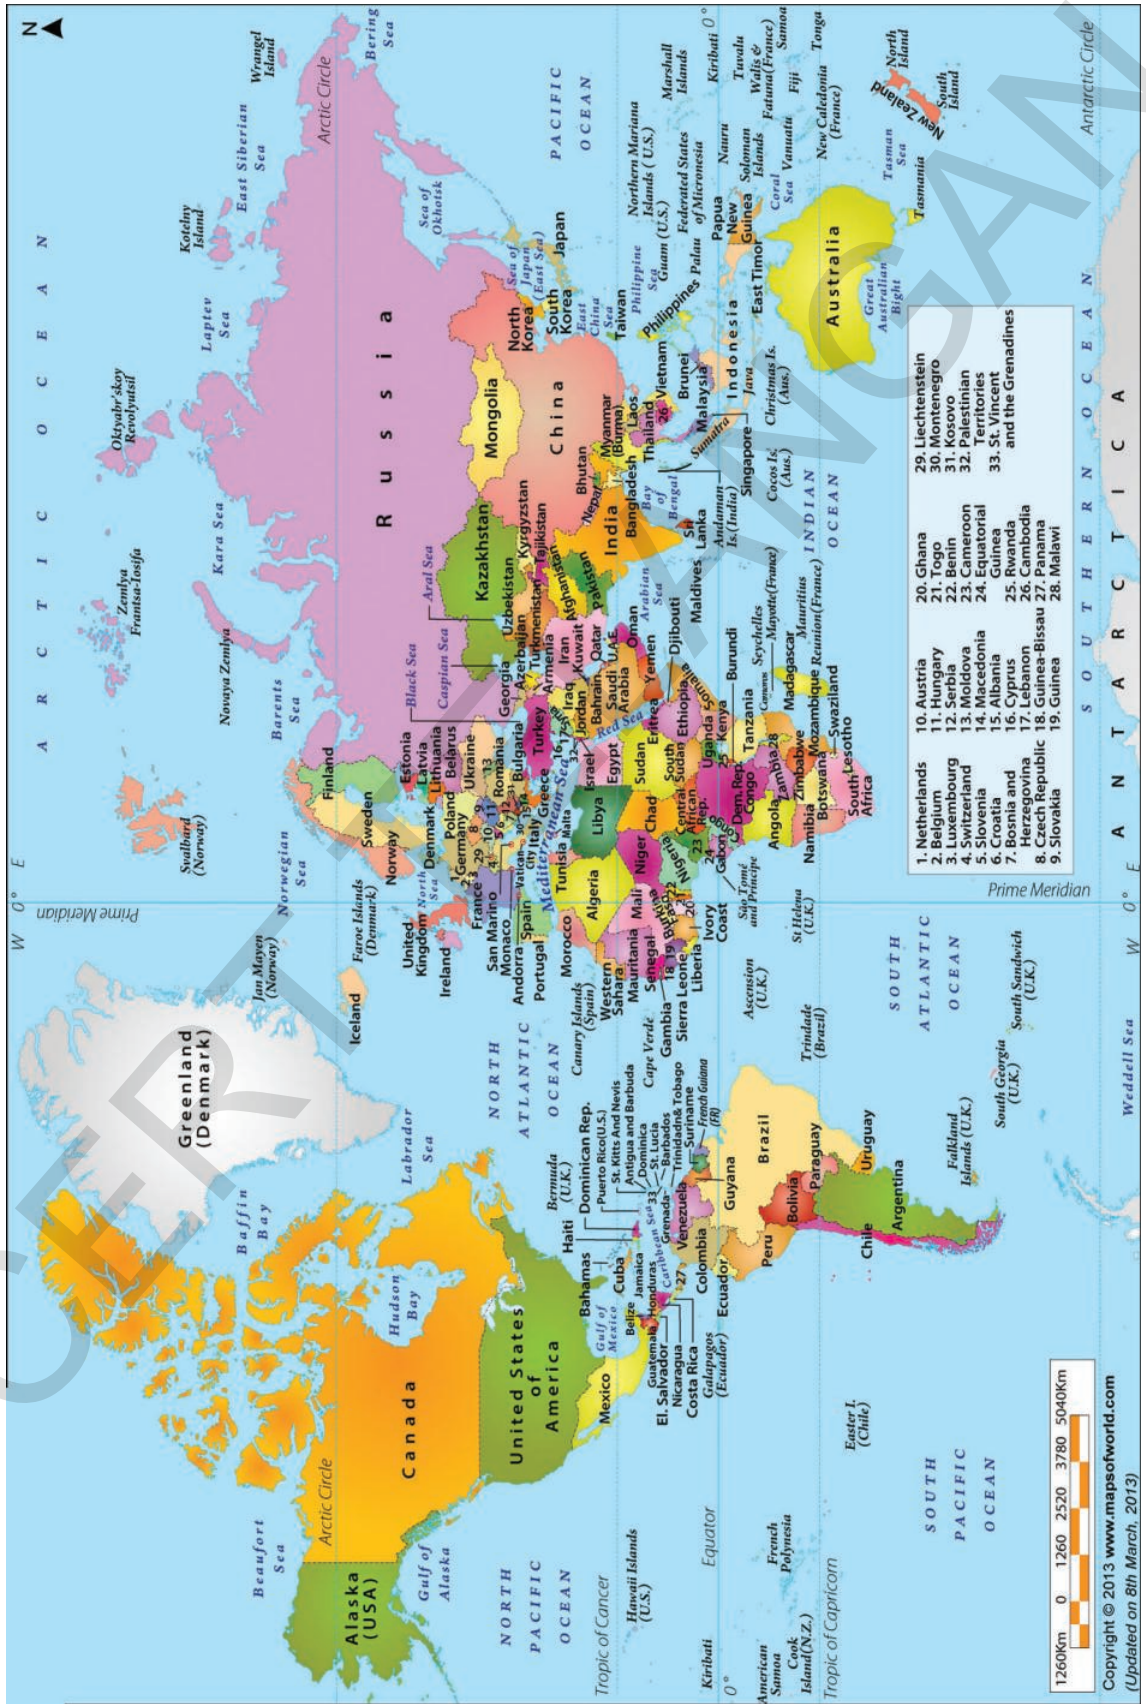 N
W 0° E
Prime Meridian
A R C T I C O C E A N
Zemlya
Frantsa-Iosifa
Oktyabr'skoy
Revolyutsil
Kotelny
Island
Wrangel
Island
East Siberian
Sea
Laptev
Sea
Kara Sea
Novaya Zemlya
Barents
Sea
Svalbard
(Norway)
Norwegian
Sea
Jan Mayen
(Norway)
Greenland
(Denmark)
Baffin
Bay
Beaufort
Sea
Arctic Circle
Arctic Circle
Bering
Sea
Alaska
(USA)
Gulf of
Alaska
Canada
Hudson
Bay
Labrador
Sea
Iceland
Faroe Islands
(Denmark)
Norway
Sweden
Finland
Russia
Sea of
Okhotsk
Estonia
Latvia
Lithuania
Belarus
Denmark
North
Sea
United
Kingdom
Ireland
Poland
Germany
Ukraine
France
San Marino
Monaco
Andorra
Vatican
City
Italy
Spain
Portugal
Romania
Bulgaria
Greece
Malta
Mediterranean Sea
Black Sea
Caspian Sea
Aral Sea
Georgia
Azerbaijan
Armenia
Turkey
Syria
Iraq
Iran
Kuwait
Jordan
Israel
Bahrain
Qatar
U.A.E.
Saudi
Arabia
Oman
Yemen
Red Sea
Arabian
Sea
Kazakhstan
Uzbekistan
Turkmenistan
Kyrgyzstan
Tajikistan
Afghanistan
Pakistan
India
Nepal
Bhutan
Bangladesh
Myanmar
(Burma)
Bay
of
Bengal
Sri
Lanka
Maldives
Andaman
Is.(India)
Mongolia
China
North
Korea
South
Korea
Sea of
Japan
(East Sea)
Japan
East
China
Sea
Taiwan
Laos
Thailand
Vietnam
Philippines
Philippine
Sea
Brunei
Malaysia
Singapore
Sumatra
Java
Indonesia
East Timor
Papua
New
Guinea
Christmas Is.
(Aus.)
Cocos Is.
(Aus.)
Northern Mariana
Islands (U.S.)
Guam (U.S.)
Federated States
of Micronesia
Palau
Marshall
Islands
Nauru
Kiribati
0°
Tuvalu
Walis &
Fatuna(France)
Samoa
Soloman
Islands
Vanuatu
Fiji
Tonga
New Caledonia
(France)
Coral
Sea
Australia
Great
Australian
Bight
Tasmania
Tasman
Sea
New Zealand
North
Island
South
Island
PACIFIC
OCEAN
INDIAN
OCEAN
United States
of
America
Mexico
Gulf of
Mexico
Bermuda
(U.K.)
Bahamas
Cuba
Haiti
Dominican Rep.
Puerto Rico(U.S.)
St. Kitts And Nevis
Antigua and Barbuda
Dominica
St. Lucia
Barbados
Trinidadn& Tobago
Grenada
Jamaica
Caribbean Sea
Belize
Honduras
Guatemala
El. Salvador
Nicaragua
Costa Rica
Galapagos
(Ecuador)
Venezuela
Guyana
Suriname
French Guiana
(FR)
Colombia
Ecuador
Peru
Brazil
Bolivia
Paraguay
Uruguay
Argentina
Chile
Falkland
Islands (U.K.)
South Georgia
(U.K.)
South Sandwich
(U.K.)
Easter I.
(Chile)
Trindade
(Brazil)
Ascension
(U.K.)
St Helena
(U.K.)
NORTH
ATLANTIC
OCEAN
SOUTH
ATLANTIC
OCEAN
NORTH
PACIFIC
OCEAN
SOUTH
PACIFIC
OCEAN
Tropic of Cancer
Hawaii Islands
(U.S.)
Equator
Kiribati
0°
French
Polynesia
American
Samoa
Cook
Island(N.Z.)
Tropic of Capricorn
Canary Islands
(Spain)
Cape Verde
Morocco
Western
Sahara
Algeria
Tunisia
Libya
Egypt
Mauritania
Mali
Niger
Chad
Sudan
Eritrea
Djibouti
Senegal
Gambia
Sierra Leone
Liberia
Ivory
Coast
Burkina
Faso
Nigeria
Central
African
Rep.
South
Sudan
Ethiopia
Somalia
Uganda
Kenya
Gabon
Congo
Dem. Rep.
Congo
São Tomé
and Principe
Burundi
Tanzania
Angola
Zambia
Zimbabwe
Mozambique
Namibia
Botswana
South
Africa
Swaziland
Lesotho
Madagascar
Comoros
Seychelles
Mayotte(France)
Mauritius
Reunion(France)
1. Netherlands
2. Belgium
3. Luxembourg
4. Switzerland
5. Slovenia
6. Croatia
7. Bosnia and
Herzegovina
8. Czech Republic
9. Slovakia
10. Austria
11. Hungary
12. Serbia
13. Moldova
14. Macedonia
15. Albania
16. Cyprus
17. Lebanon
18. Guinea-Bissau
19. Guinea
20. Ghana
21. Togo
22. Benin
23. Cameroon
24. Equatorial
Guinea
25. Rwanda
26. Cambodia
27. Panama
28. Malawi
29. Liechtenstein
30. Montenegro
31. Kosovo
32. Palestinian
Territories
33. St. Vincent
and the Grenadines
Prime Meridian
SOUTHERN OCEAN
Antarctic Circle
Weddell Sea
W 0° E
ANTARCTICA
1260Km 0 1260 2520 3780 5040Km
Copyright © 2013 www.mapsofworld.com
(Updated on 8th March, 2013)